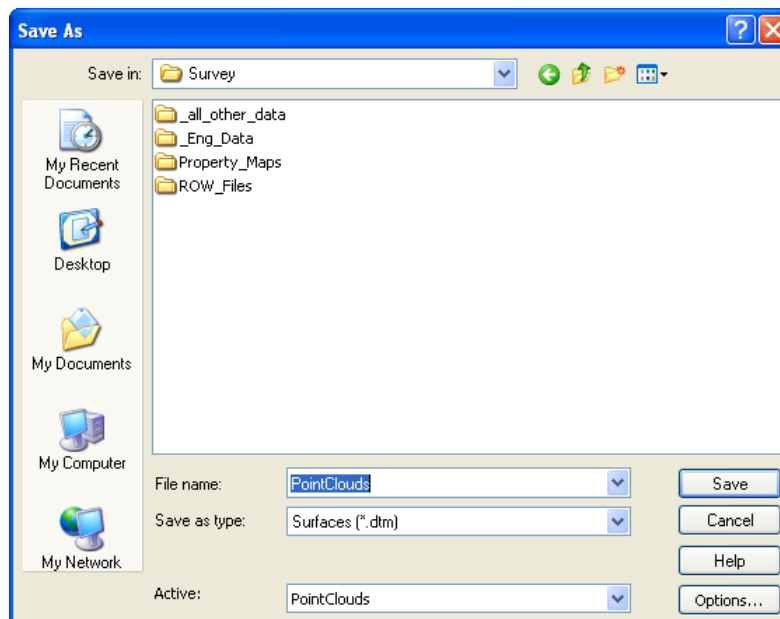 Save As
Save in: Survey
_all_other_data
_Eng_Data
Property_Maps
ROW_Files
My Recent
Documents
Desktop
My Documents
My Computer
My Network
File name: PointClouds Save
Save as type: Surfaces (*.dtm) Cancel
Help
Active: PointClouds Options...